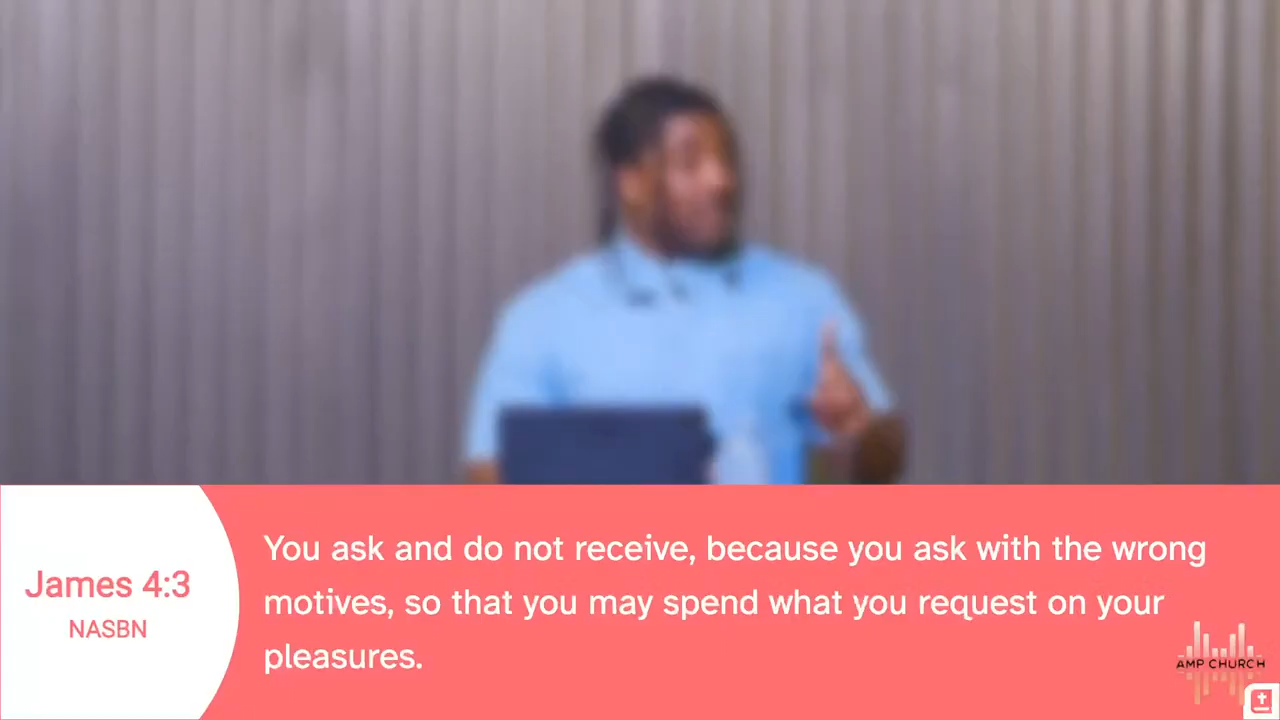 James 4:3
NASBN
You ask and do not receive, because you ask with the wrong
motives, so that you may spend what you request on your
pleasures.
AMP CHURCH